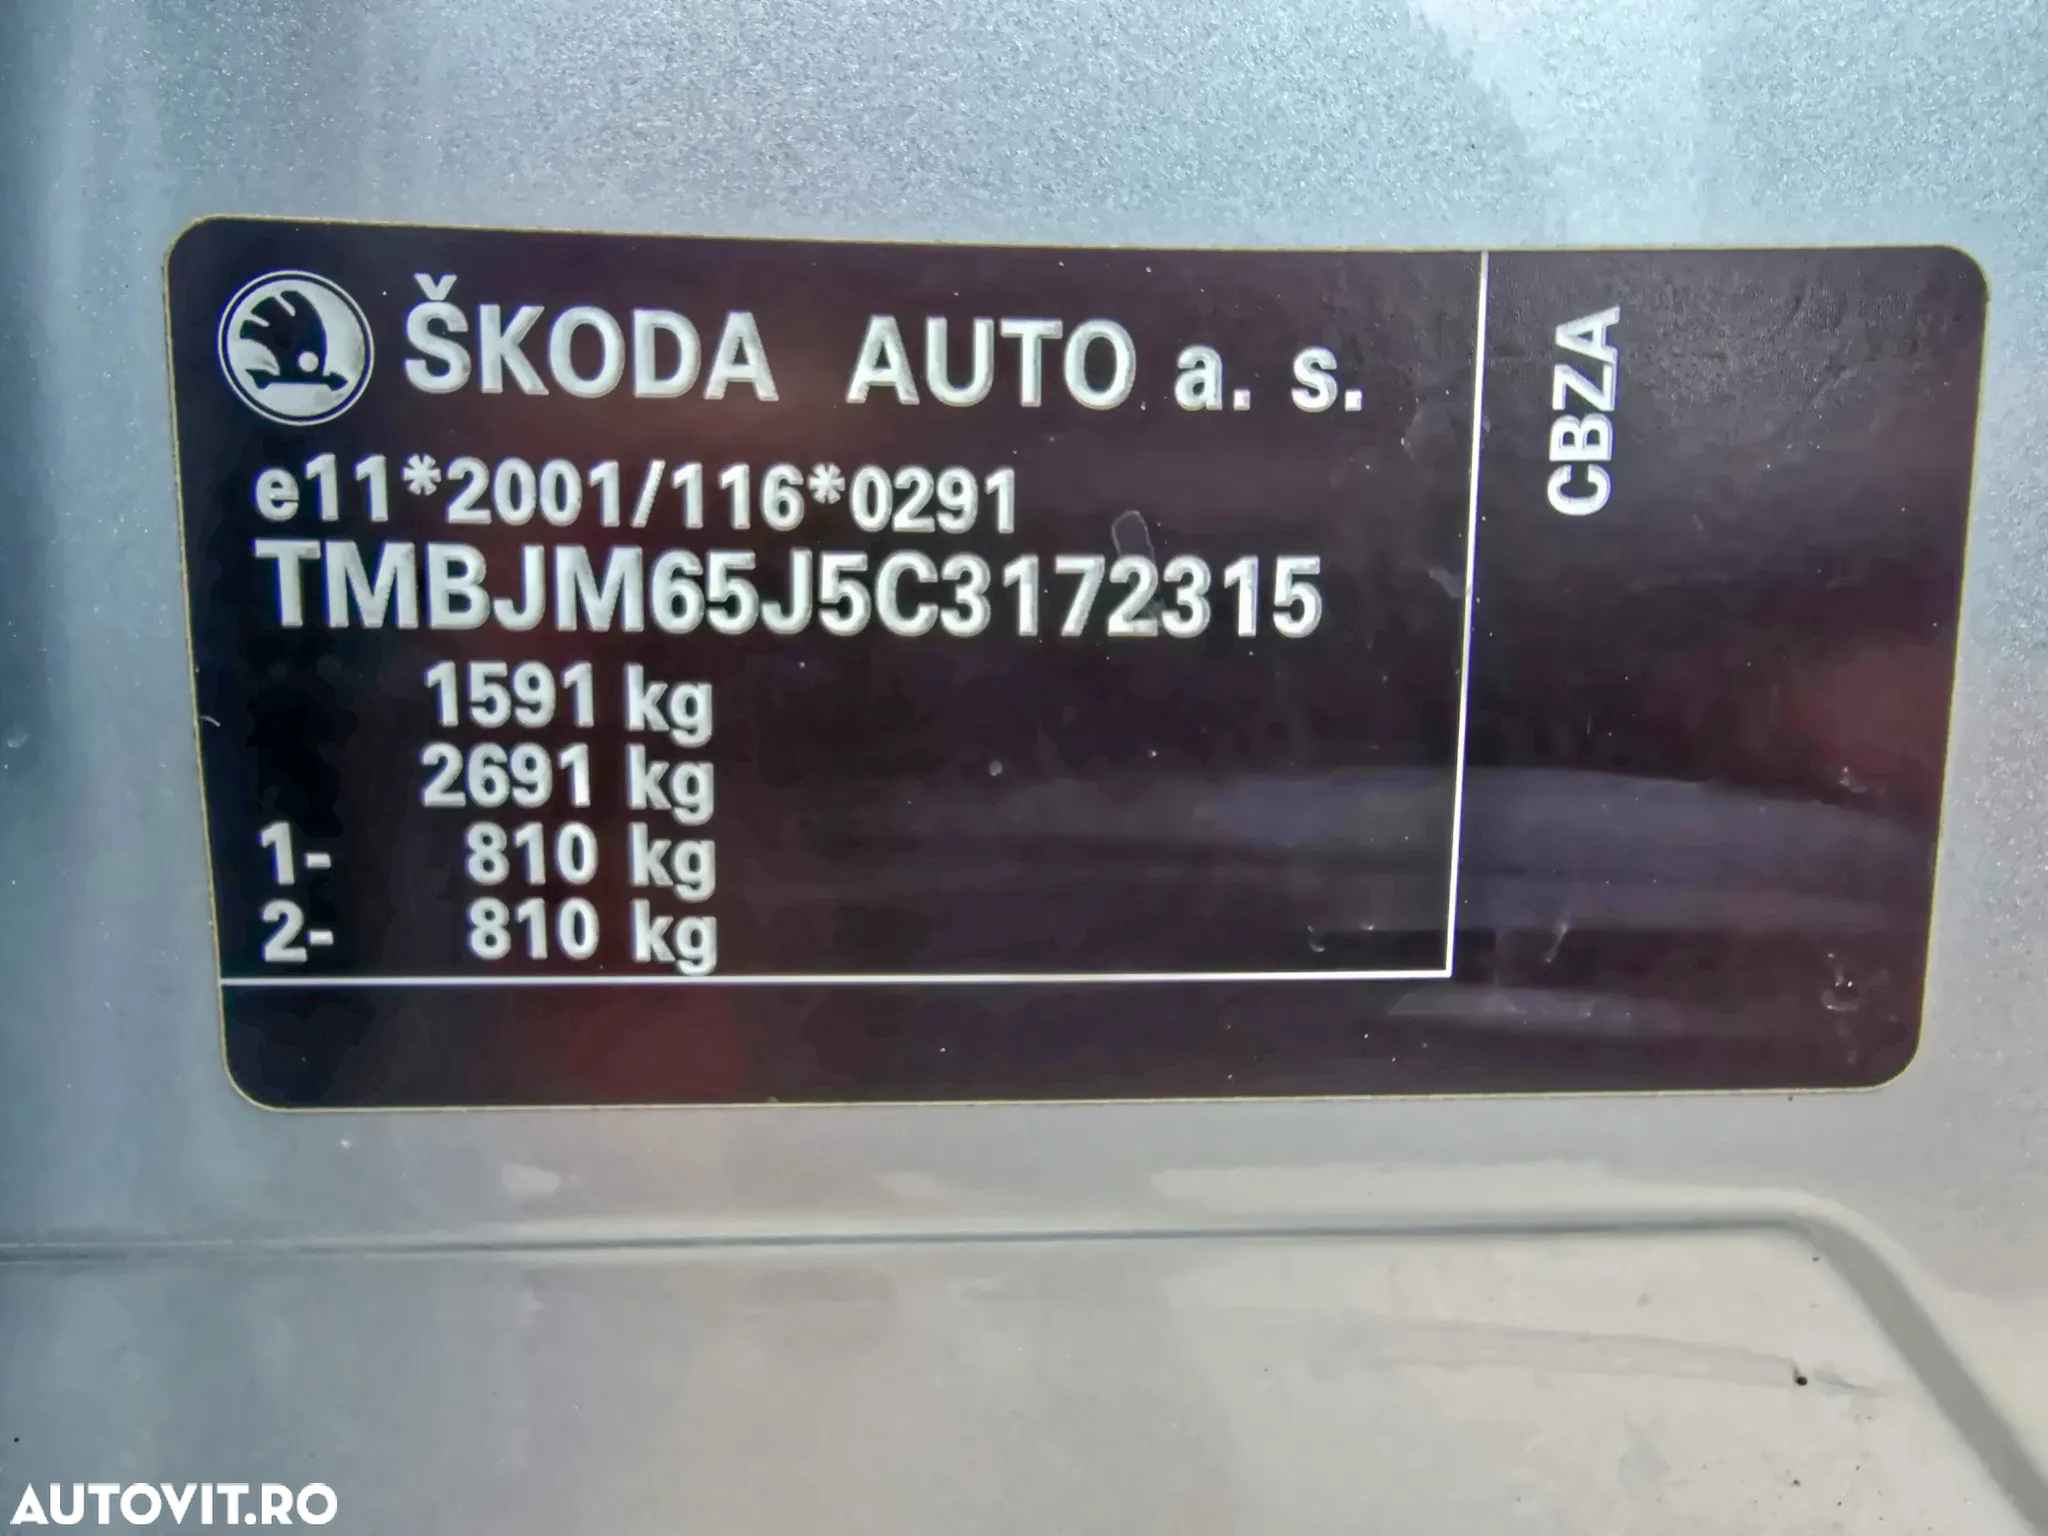 ŠKODA AUTO a. s.
e11*2001/116*0291
TMBJM65J5C3172315
1591 kg
2691 kg
1- 810 kg
2- 810 kg
CBZA
AUTOVIT.RO